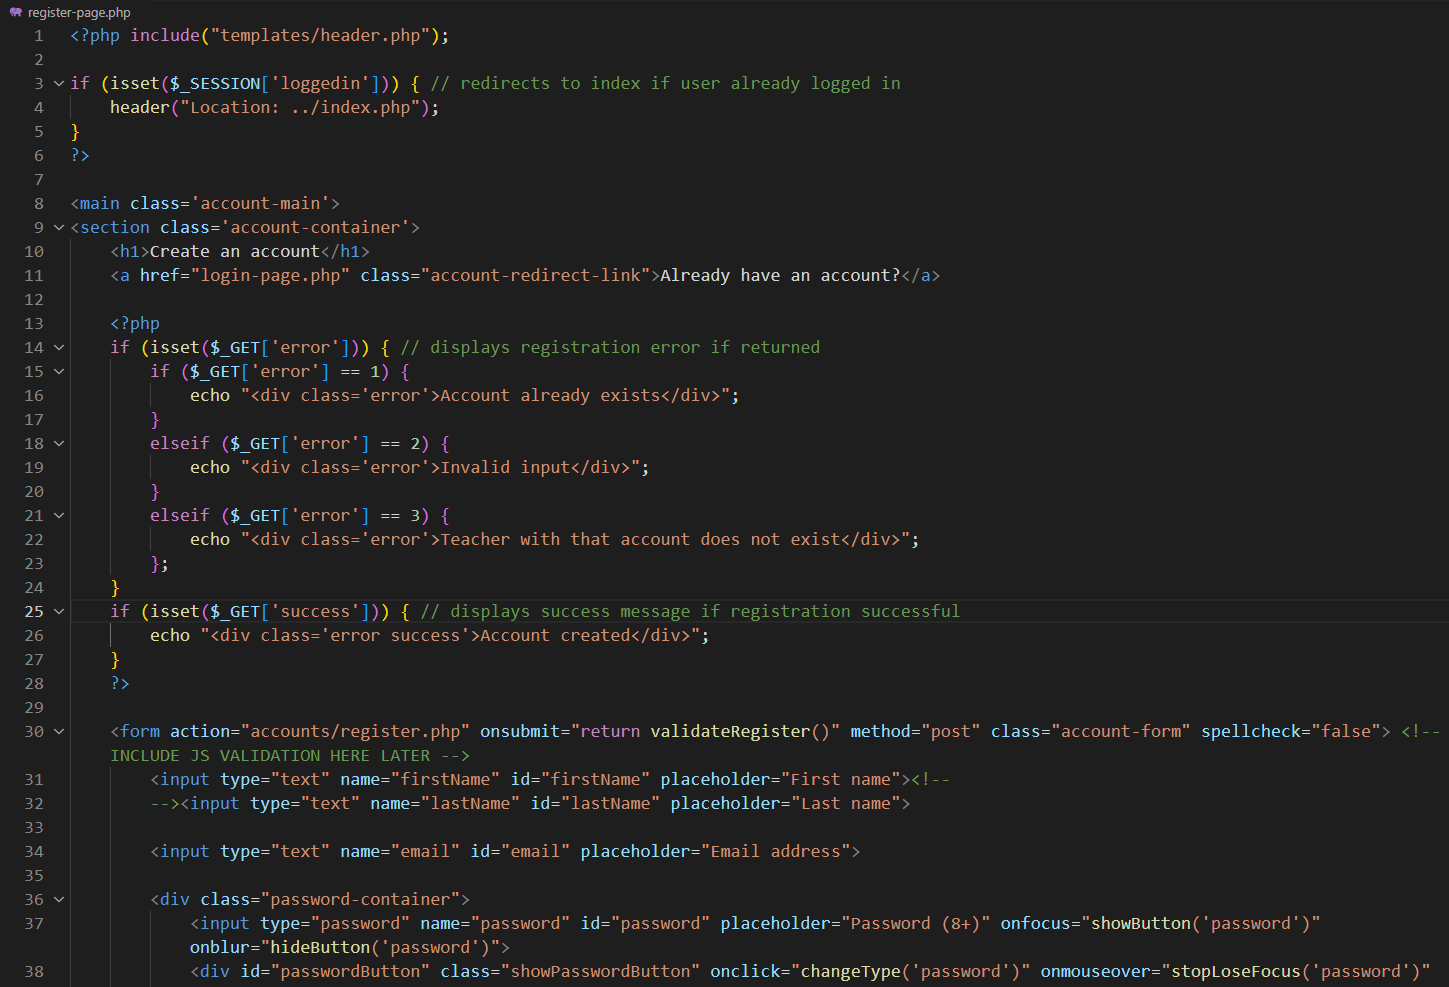 register-page.php
1 <?php include("templates/header.php");
2
3 if (isset($_SESSION['loggedin'])) { // redirects to index if user already logged in
4     header("Location: ../index.php");
5 }
6 ?>
7
8 <main class='account-main'>
9 <section class='account-container'>
10     <h1>Create an account</h1>
11     <a href="login-page.php" class="account-redirect-link">Already have an account?</a>
12
13     <?php
14     if (isset($_GET['error'])) { // displays registration error if returned
15         if ($_GET['error'] == 1) {
16             echo "<div class='error'>Account already exists</div>";
17         }
18         elseif ($_GET['error'] == 2) {
19             echo "<div class='error'>Invalid input</div>";
20         }
21         elseif ($_GET['error'] == 3) {
22             echo "<div class='error'>Teacher with that account does not exist</div>";
23         };
24     }
25     if (isset($_GET['success'])) { // displays success message if registration successful
26         echo "<div class='error success'>Account created</div>";
27     }
28     ?>
29
30     <form action="accounts/register.php" onsubmit="return validateRegister()" method="post" class="account-form" spellcheck="false"> <!--
    INCLUDE JS VALIDATION HERE LATER -->
31         <input type="text" name="firstName" id="firstName" placeholder="First name"><!--
32         --><input type="text" name="lastName" id="lastName" placeholder="Last name">
33
34         <input type="text" name="email" id="email" placeholder="Email address">
35
36         <div class="password-container">
37             <input type="password" name="password" id="password" placeholder="Password (8+)" onfocus="showButton('password')"
            onblur="hideButton('password')">
38             <div id="passwordButton" class="showPasswordButton" onclick="changeType('password')" onmouseover="stopLoseFocus('password')"